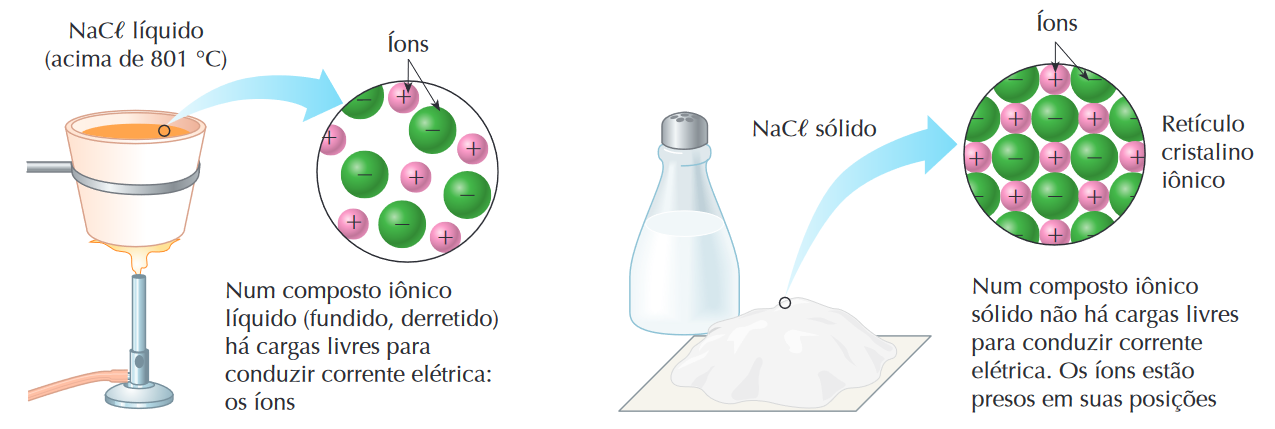 NaCℓ líquido
(acima de 801 °C)
Íons
Num composto iônico
líquido (fundido, derretido)
há cargas livres para
conduzir corrente elétrica:
os íons
Íons
NaCℓ sólido
Retículo
cristalino
iônico
Num composto iônico
sólido não há cargas livres
para conduzir corrente
elétrica. Os íons estão
presos em suas posições